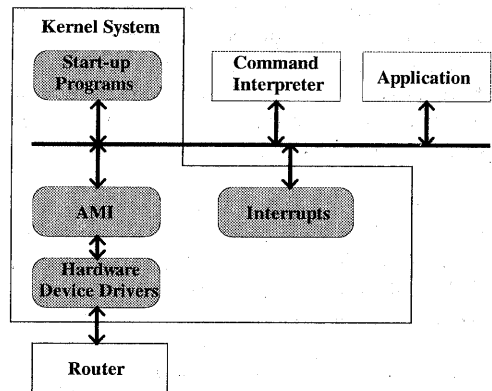 Kernel System
Start-up
Programs
Command
Interpreter
Application
AMI
Interrupts
Hardware
Device Drivers
Router